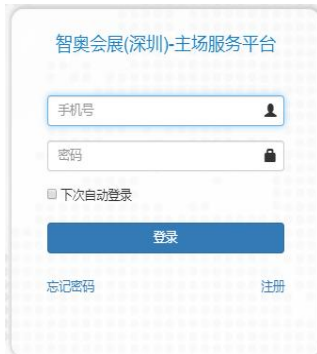 智奥会展(深圳)-主场服务平台
手机号
密码
下次自动登录
登录
忘记密码 注册